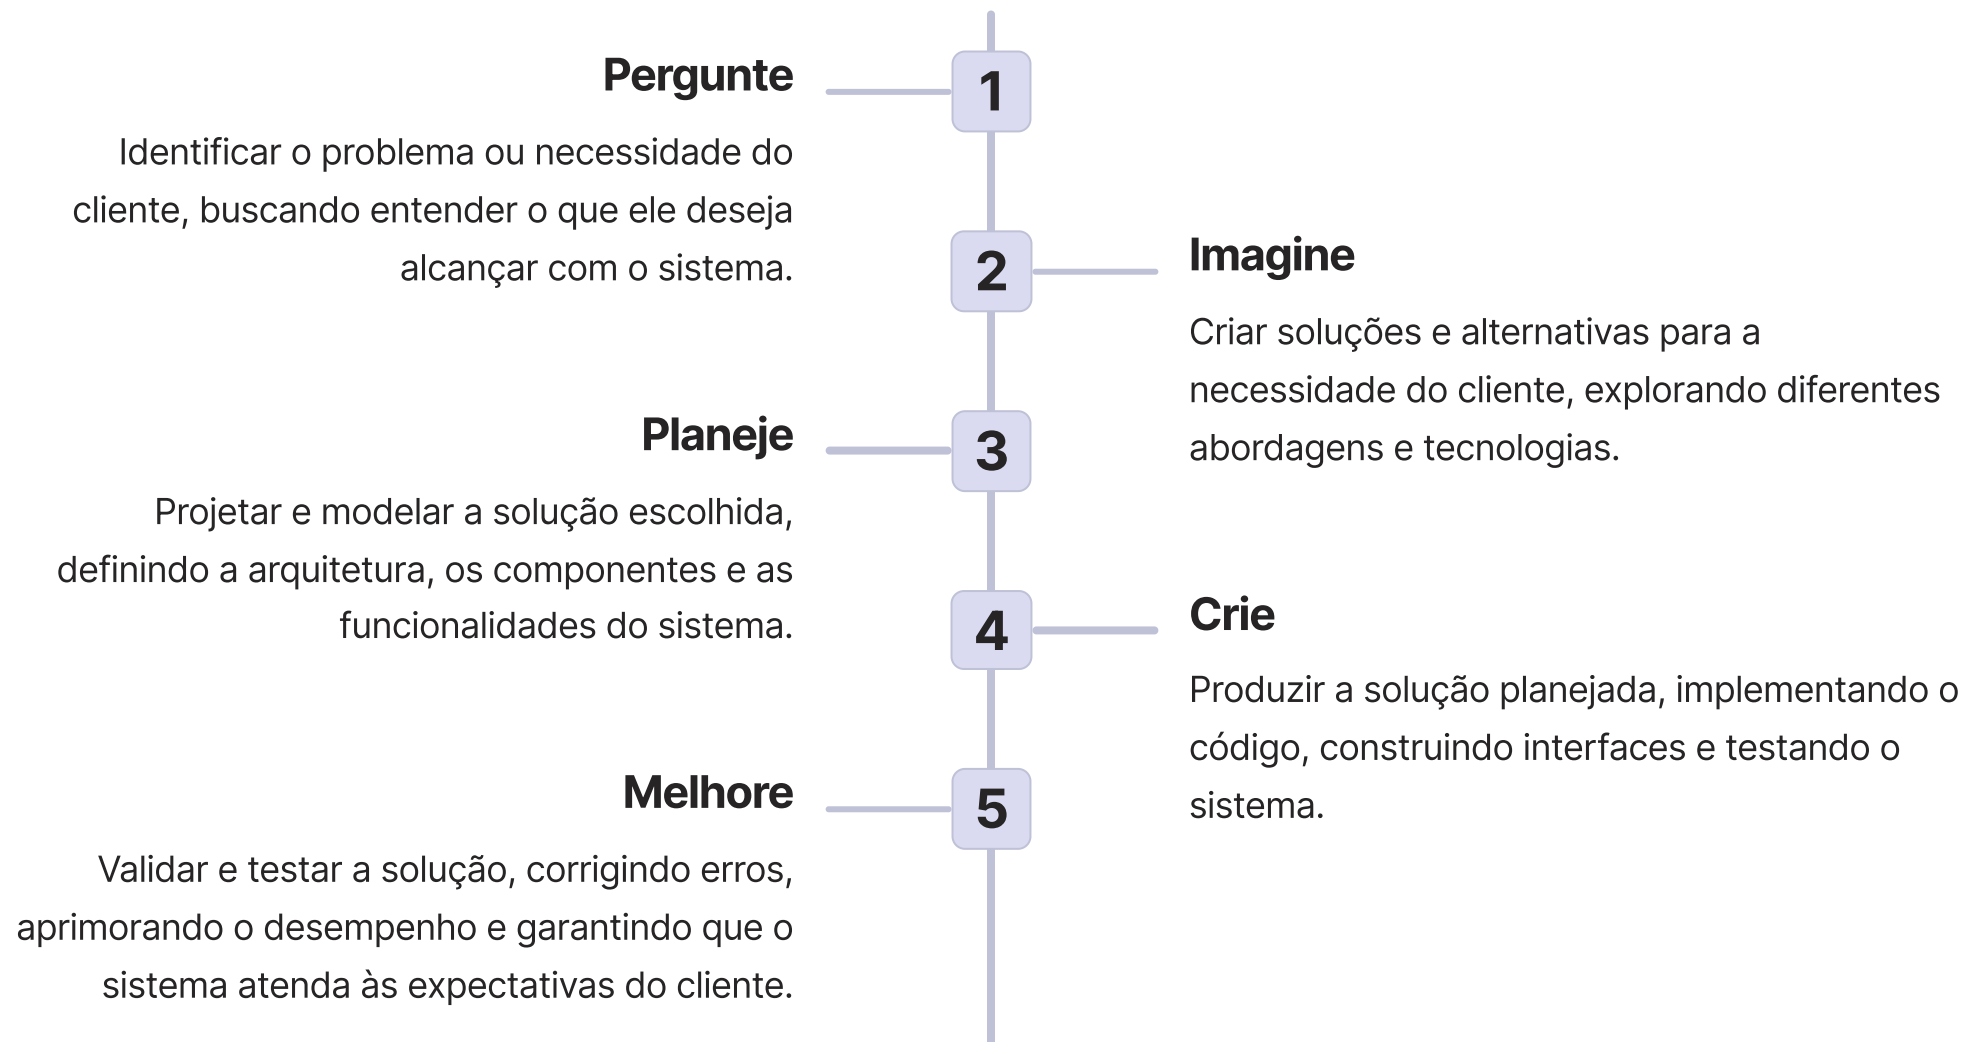 1
Pergunte
Identificar o problema ou necessidade do
cliente, buscando entender o que ele deseja
alcançar com o sistema.
2
Imagine
Criar soluções e alternativas para a
necessidade do cliente, explorando diferentes
abordagens e tecnologias.
3
Planeje
Projetar e modelar a solução escolhida,
definindo a arquitetura, os componentes e as
funcionalidades do sistema.
4
Crie
Produzir a solução planejada, implementando o
código, construindo interfaces e testando o
sistema.
5
Melhore
Validar e testar a solução, corrigindo erros,
aprimorando o desempenho e garantindo que o
sistema atenda às expectativas do cliente.